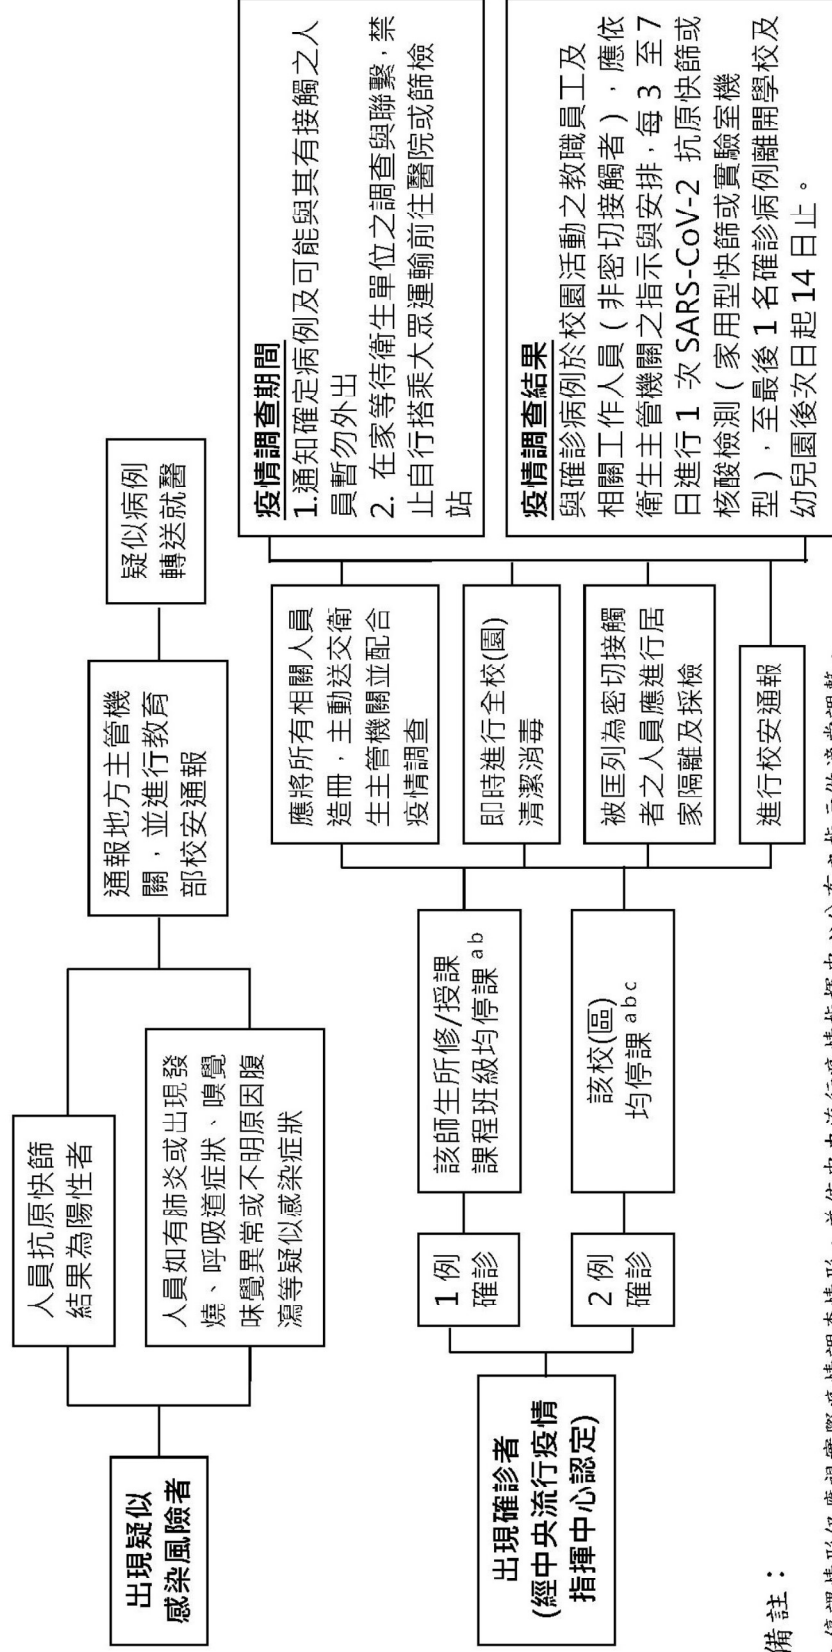 出現疑似
感染風險者
人員抗原快篩
結果為陽性者
人員如有肺炎或出現發
燒、呼吸道症狀、嗅覺
味覺異常或不明原因腹
瀉等疑似感染症狀
通報地方主管機
關，並進行教育
部校安通報
疑似病例
轉送就醫
出現確診者
(經中央流行疫情
指揮中心認定)
1 例
確診
2 例
確診
該師生所修/授課
課程班級均停課 a b
該校(區)
均停課 abc
應將所有相關人員
造冊，主動送交衛
生主管機關並配合
疫情調查
即時進行全校(園)
清潔消毒
被匡列為密切接觸
者之人員應進行居
家隔離及採檢
進行校安通報
疫情調查期間
1.通知確定病例及可能與其有接觸之人
員暫勿外出
2. 在家等待衛生單位之調查與聯繫，禁
止自行搭乘大眾運輸前往醫院或篩檢
站
疫情調查結果
與確診病例於校園活動之教職員工及
相關工作人員（非密切接觸者），應依
衛生主管機關之指示與安排，每 3 至 7
日進行 1 次 SARS-CoV-2 抗原快篩或
核酸檢測（家用型快篩或實驗室機
型），至最後 1 名確診病例離開學校及
幼兒園後次日起 14 日止。
備註：